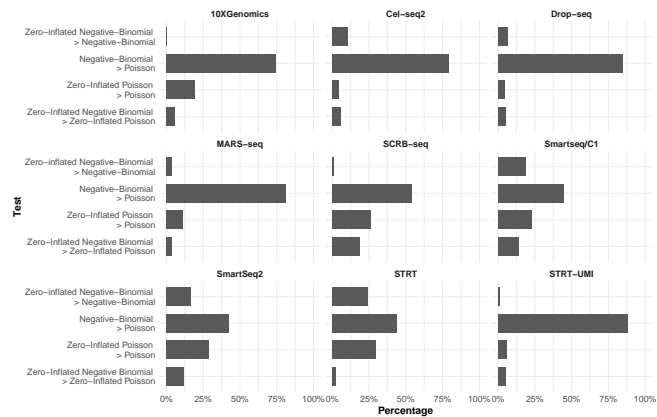 10XGenomics
Cel−seq2
Drop−seq
Zero−inflated Negative−Binomial
> Negative−Binomial
Negative−Binomial
> Poisson
Zero−Inflated Poisson
> Poisson
Zero−Inflated Negative Binomial
> Zero−Inflated Poisson
MARS−seq
SCRB−seq
Smartseq/C1
Test
Zero−inflated Negative−Binomial
> Negative−Binomial
Negative−Binomial
> Poisson
Zero−Inflated Poisson
> Poisson
Zero−Inflated Negative Binomial
> Zero−Inflated Poisson
SmartSeq2
STRT
STRT−UMI
Zero−inflated Negative−Binomial
> Negative−Binomial
Negative−Binomial
> Poisson
Zero−Inflated Poisson
> Poisson
Zero−Inflated Negative Binomial
> Zero−Inflated Poisson
0% 25% 50% 75% 100% 0% 25% 50% 75% 100% 0% 25% 50% 75% 100%
Percentage